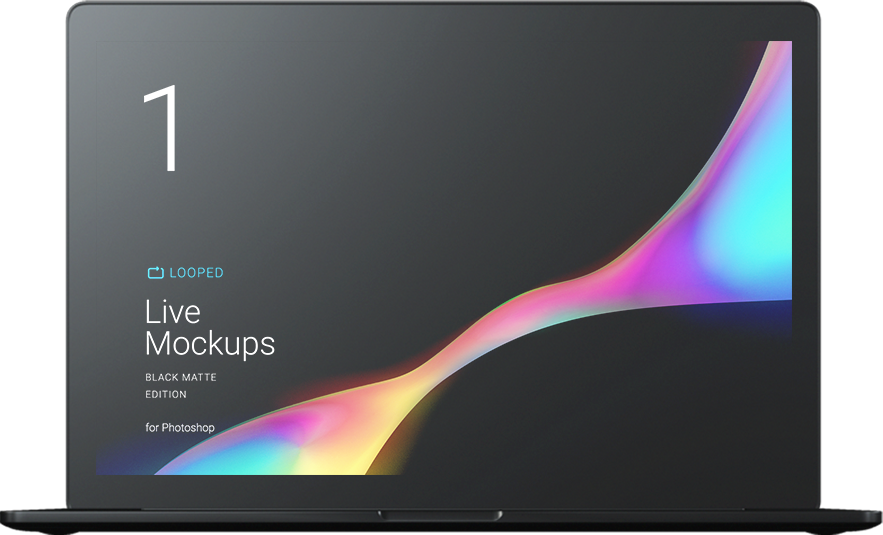 1
LOOPED
Live
Mockups
BLACK MATTE
EDITION
for Photoshop